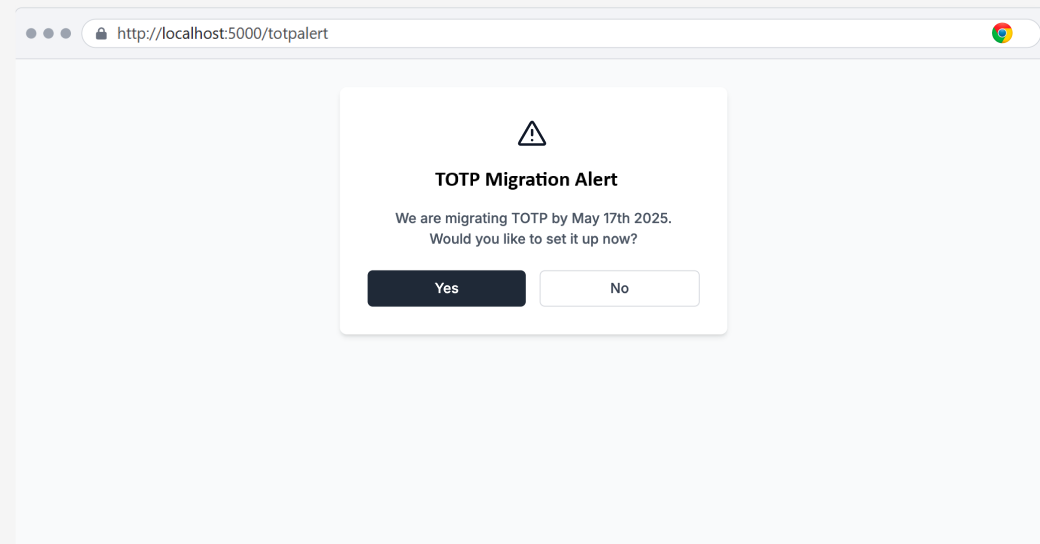 http://localhost:5000/totpalert
TOTP Migration Alert
We are migrating TOTP by May 17th 2025.
Would you like to set it up now?
Yes
No